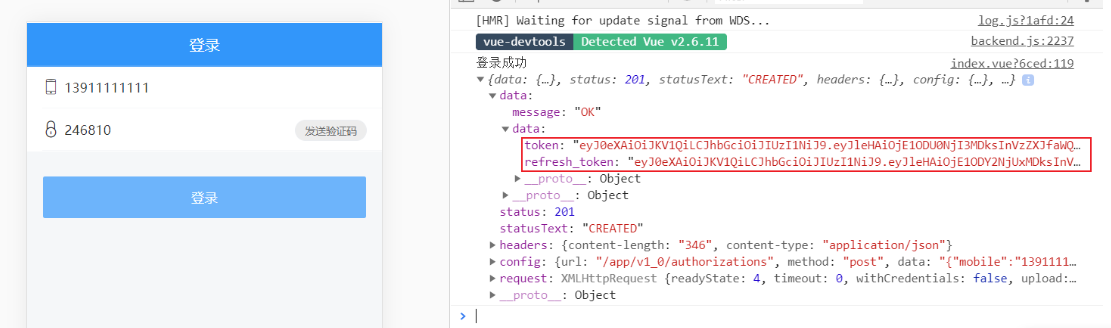 登录
13911111111
246810
发送验证码
登录
[HMR] Waiting for update signal from WDS... log.js?1afd:24
vue-devtools Detected Vue v2.6.11 backend.js:2237
登录成功 index.vue?6ced:119
▼{data: {…}, status: 201, statusText: "CREATED", headers: {…}, config: {…}, …} i
▼data:
message: "OK"
▼data:
token: "eyJ0eXAiOiJKV1QiLCJhbGciOiJIUzI1NiJ9.eyJleHAiOjE1ODU0NjI3MDksInVzZXJfaWQ…
refresh_token: "eyJ0eXAiOiJKV1QiLCJhbGciOiJIUzI1NiJ9.eyJleHAiOjE1ODY2NjUxMDksInV…
▶__proto__: Object
▶__proto__: Object
status: 201
statusText: "CREATED"
▶headers: {content-length: "346", content-type: "application/json"}
▶config: {url: "/app/v1_0/authorizations", method: "post", data: "{"mobile":"1391111…
▶request: XMLHttpRequest {readyState: 4, timeout: 0, withCredentials: false, upload:…
▶__proto__: Object